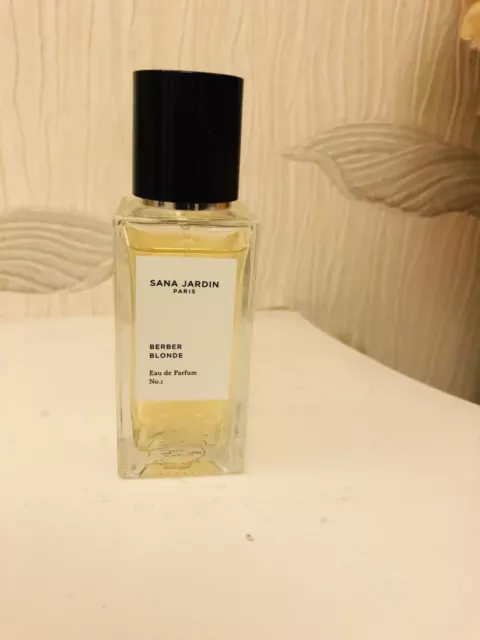 SANA JARDIN
PARIS
BERBER
BLONDE
Eau de Parfum
No.1